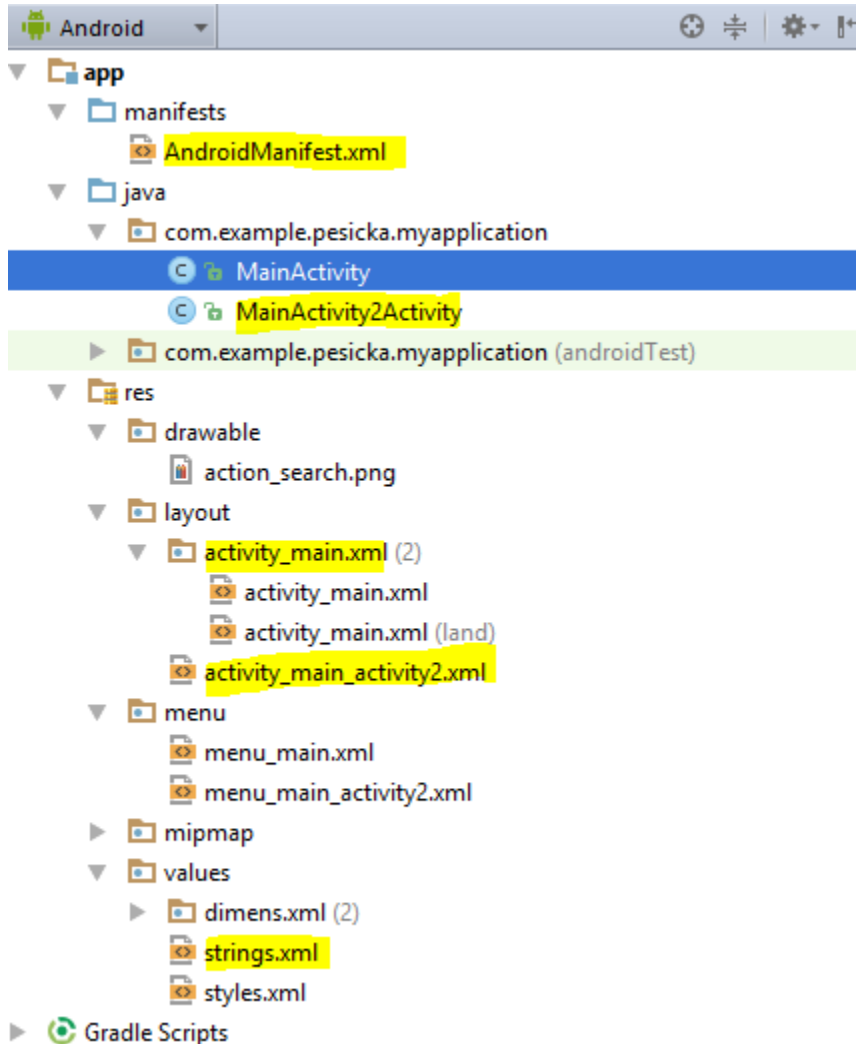 Android
app
manifests
AndroidManifest.xml
java
com.example.pesicka.myapplication
C MainActivity
C MainActivity2Activity
com.example.pesicka.myapplication (androidTest)
res
drawable
action_search.png
layout
activity_main.xml (2)
activity_main.xml
activity_main.xml (land)
activity_main_activity2.xml
menu
menu_main.xml
menu_main_activity2.xml
mipmap
values
dimens.xml (2)
strings.xml
styles.xml
Gradle Scripts